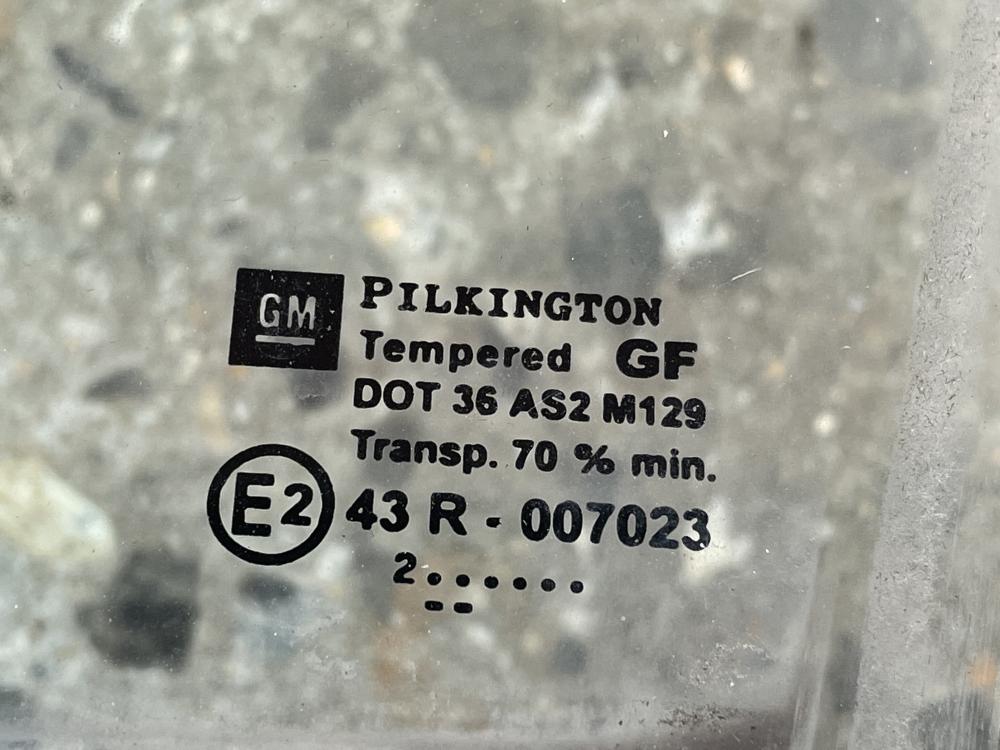 GM PILKINGTON
Tempered GF
DOT 36 AS2 M129
Transp. 70 % min.
E2 43 R - 007023
2......